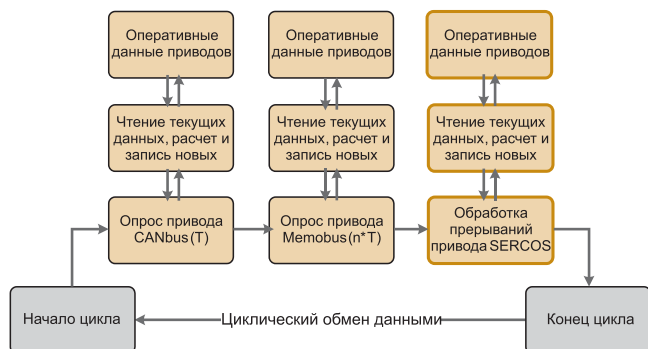 Оперативные
данные приводов
Оперативные
данные приводов
Оперативные
данные приводов
Чтение текущих
данных, расчет и
запись новых
Чтение текущих
данных, расчет и
запись новых
Чтение текущих
данных, расчет и
запись новых
Опрос привода
CANbus (T)
Опрос привода
Memobus (n*T)
Обработка
прерываний
привода SERCOS
Начало цикла
Циклический обмен данными
Конец цикла